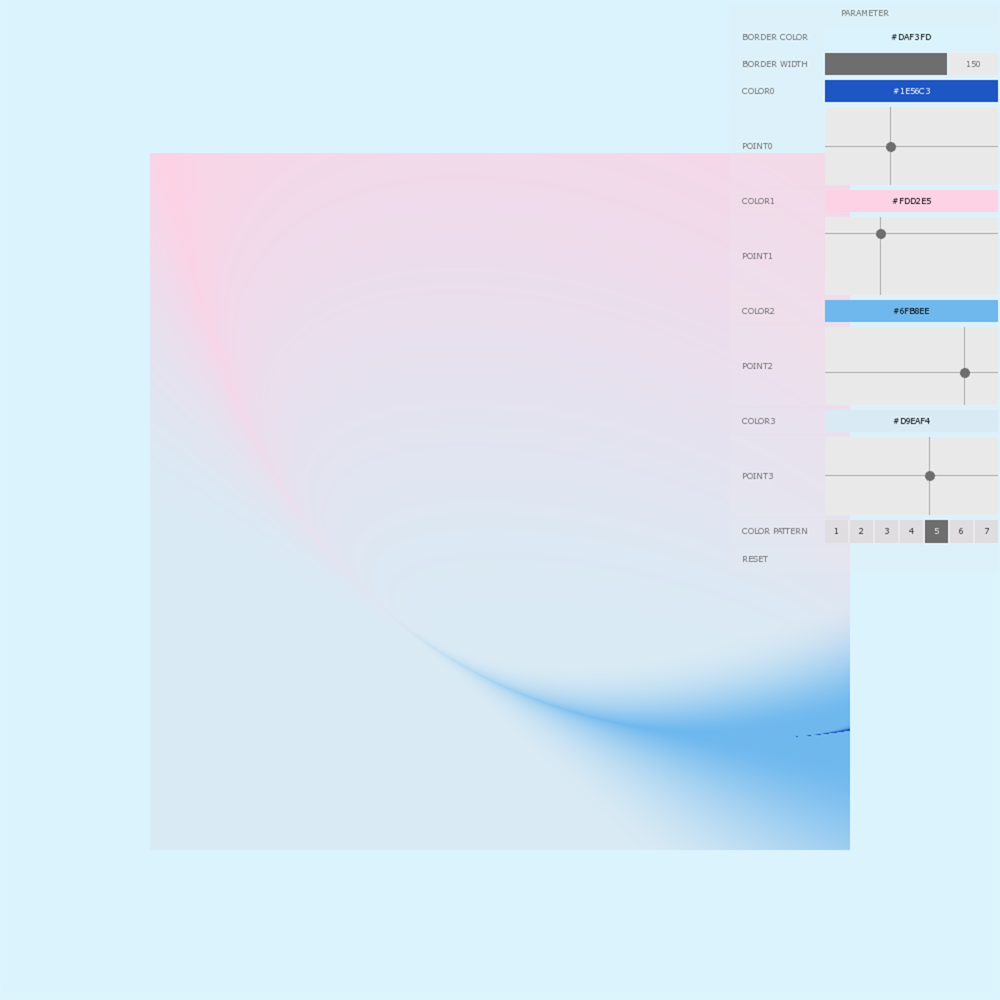 PARAMETER
BORDER COLOR #DAF3FD
BORDER WIDTH 150
COLOR0 #1E56C3
POINT0
COLOR1 #FDD2E5
POINT1
COLOR2 #6FB8EE
POINT2
COLOR3 #D9EAF4
POINT3
COLOR PATTERN 1 2 3 4 5 6 7
RESET